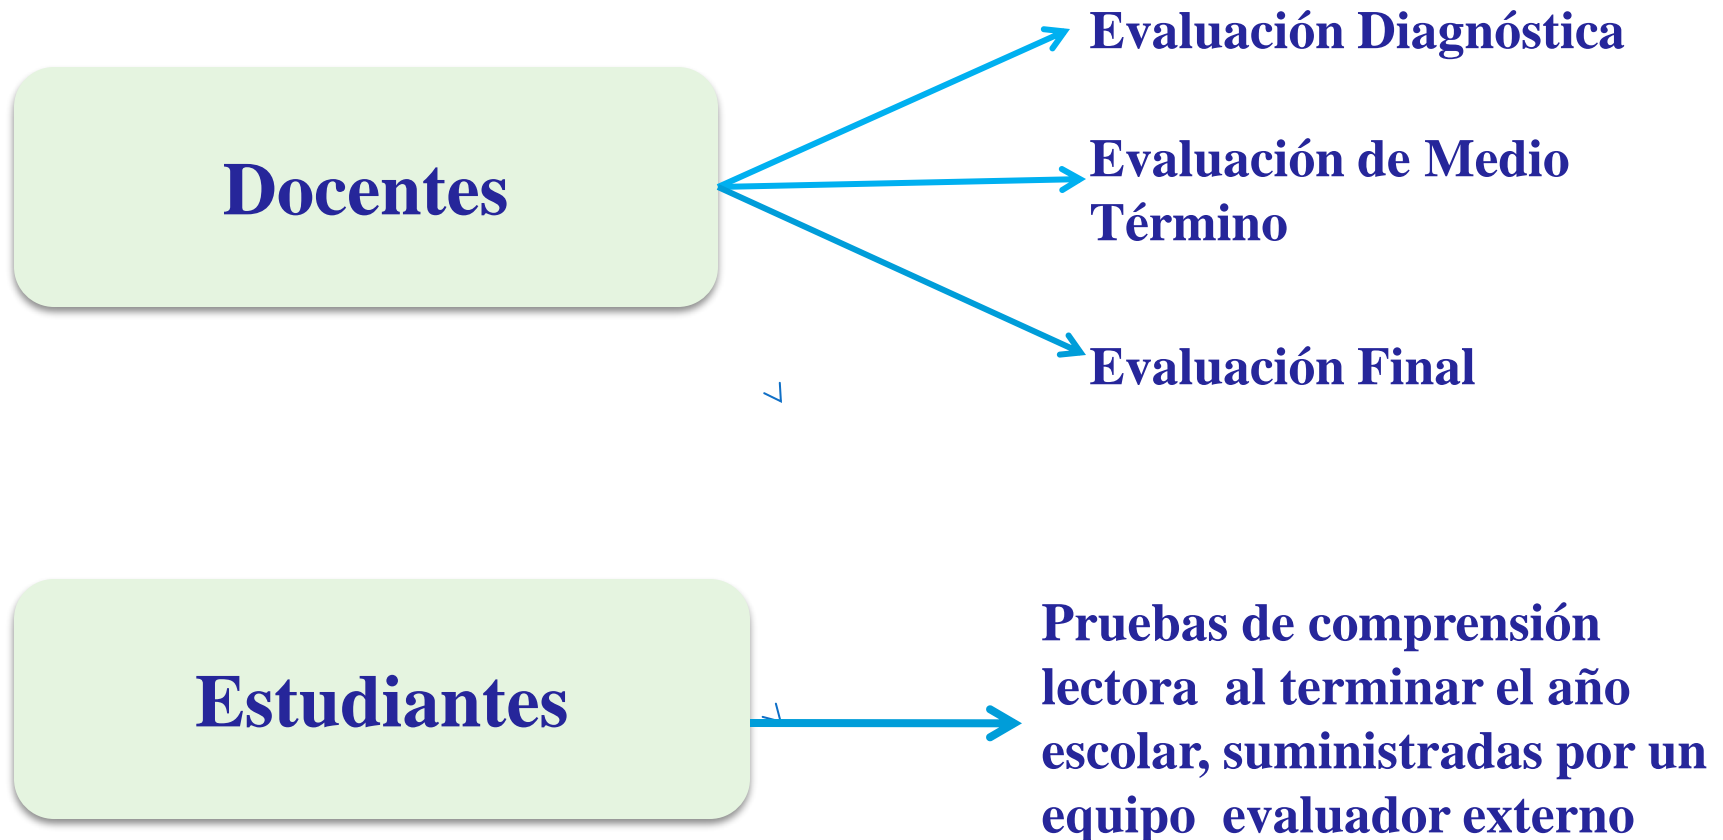 Docentes
Evaluación Diagnóstica
Evaluación de Medio
Término
Evaluación Final
Estudiantes
Pruebas de comprensión
lectora  al terminar el año
escolar, suministradas por un
equipo  evaluador externo